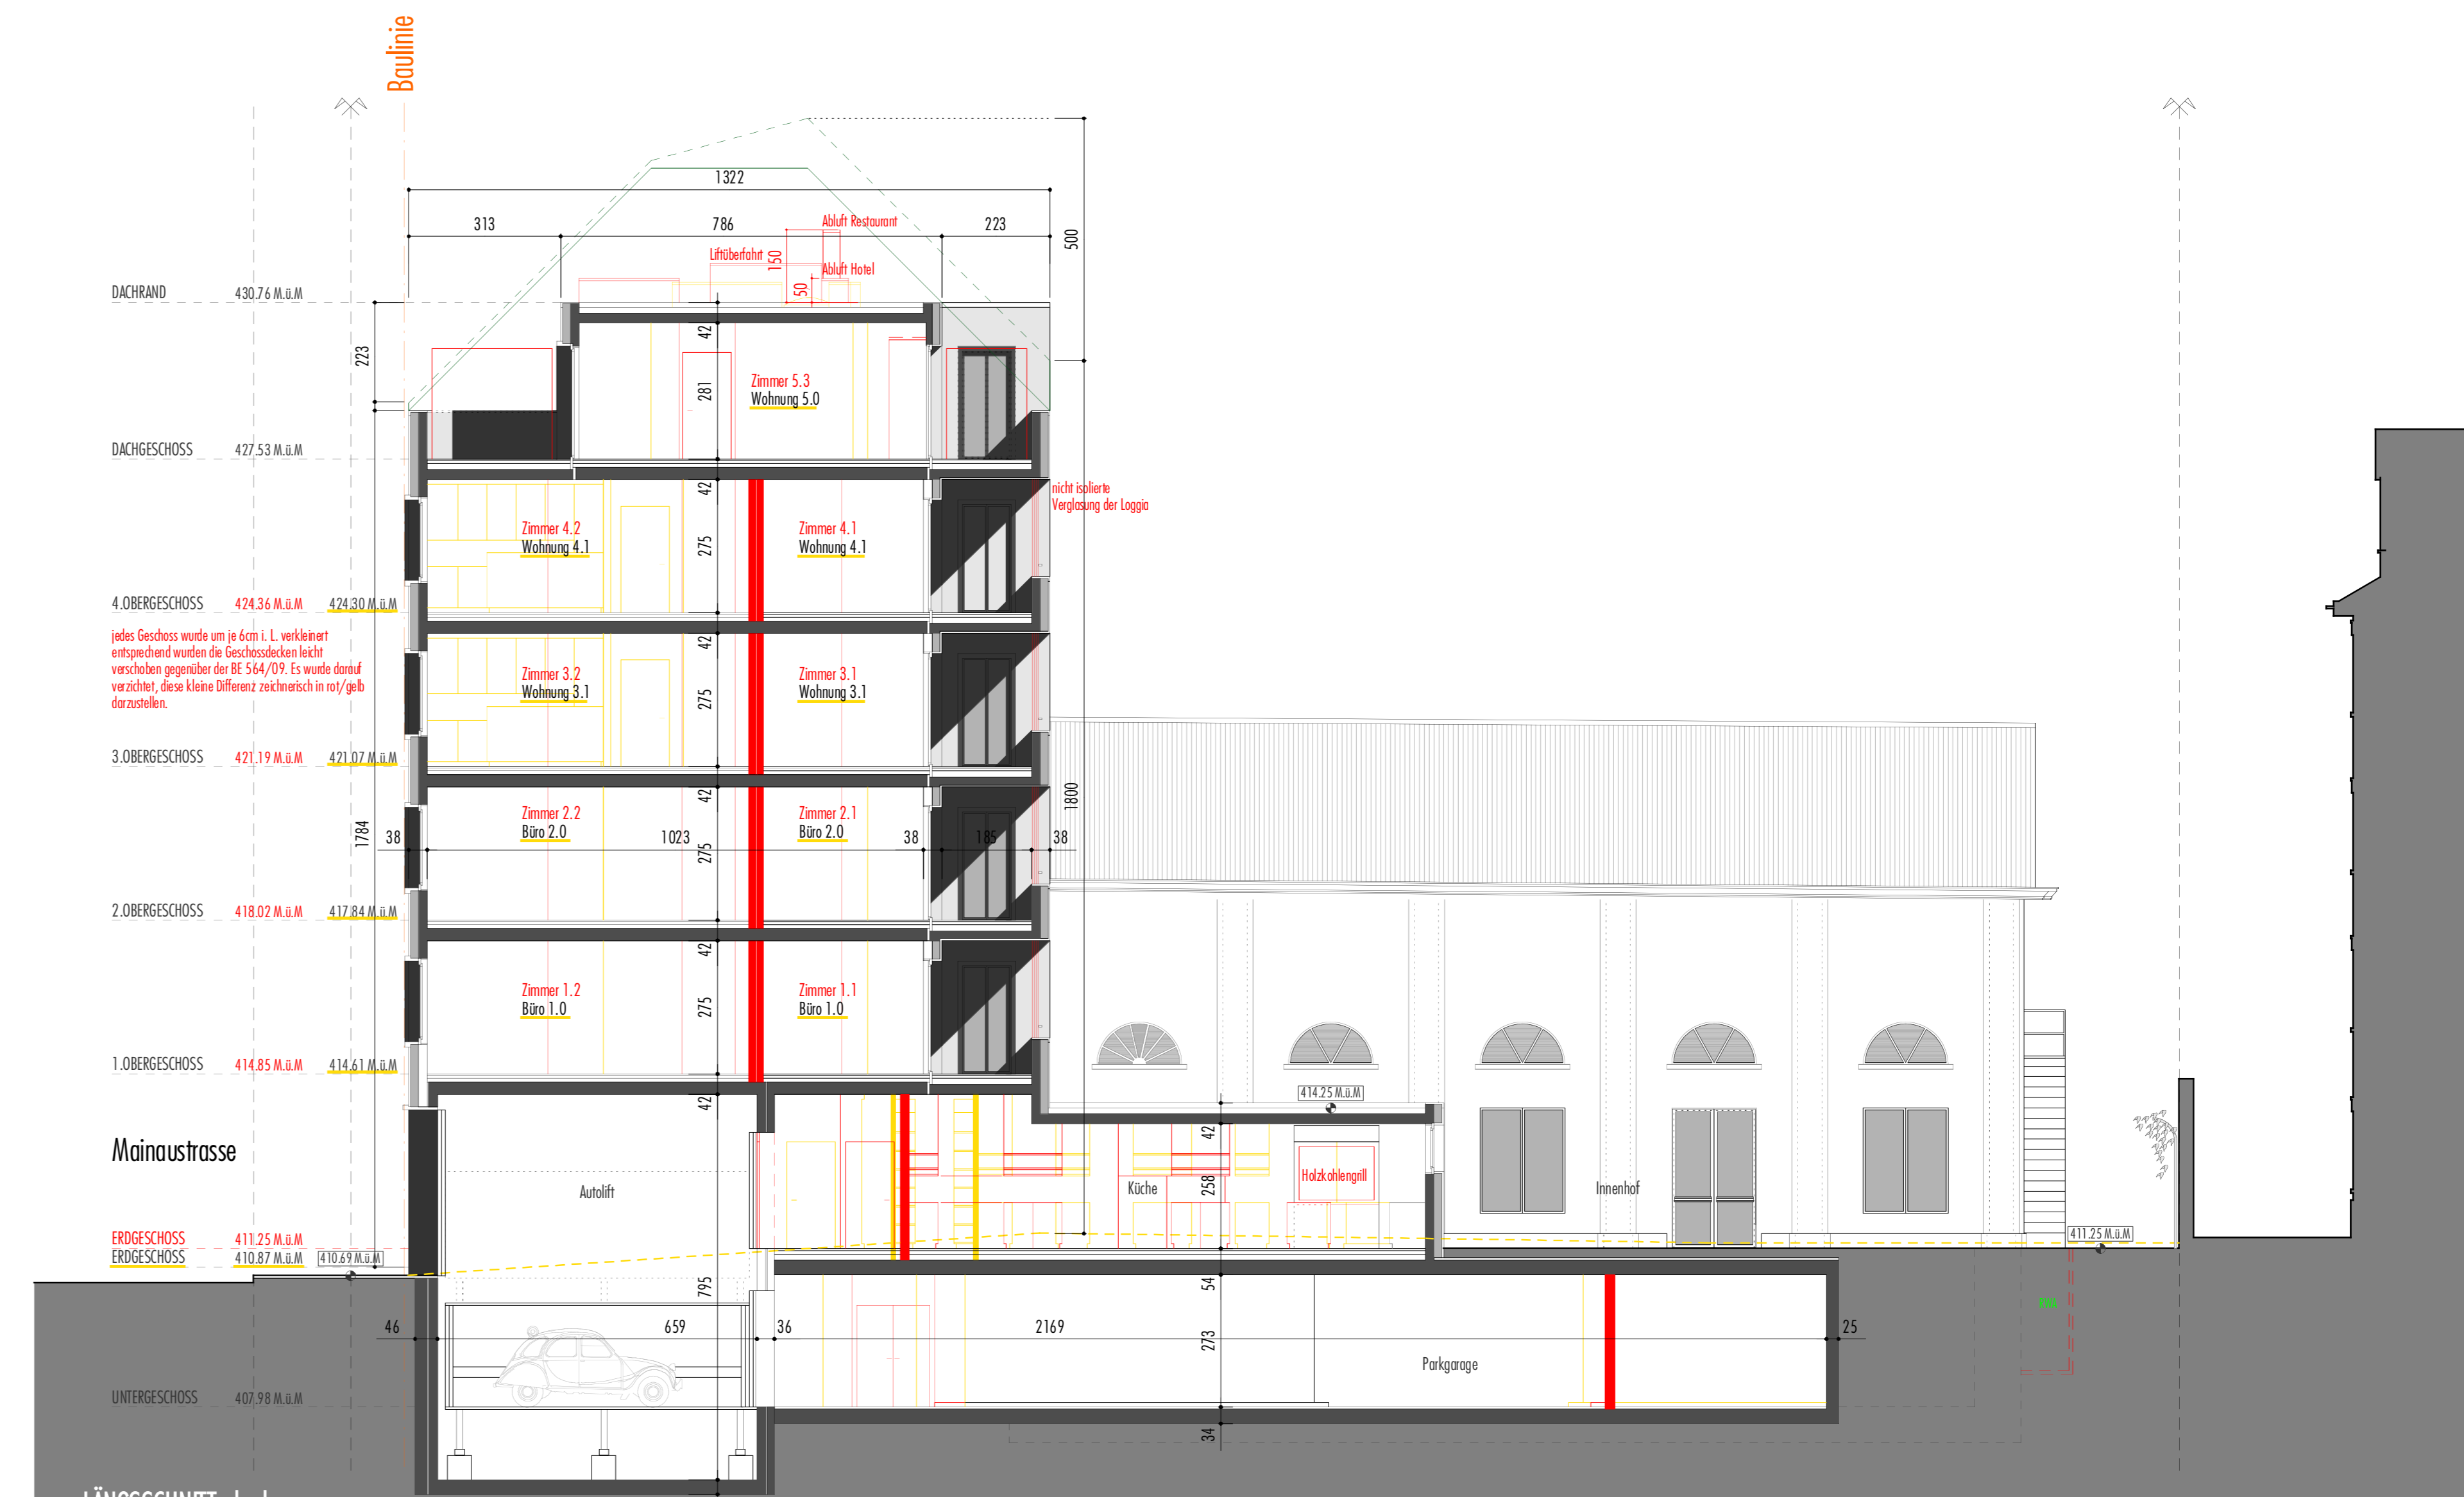 Baulinie
1322
313
786
223
500
Abluft Restaurant
Liftüberfahrt
150
Abluft Hotel
50
DACHRAND 430.76 M.ü.M
42
223
281
Zimmer 5.3
Wohnung 5.0
DACHGESCHOSS 427.53 M.ü.M
42
nicht isolierte
Verglasung der Loggia
Zimmer 4.2
Wohnung 4.1
275
Zimmer 4.1
Wohnung 4.1
4.OBERGESCHOSS 424.36 M.ü.M 424.30 M.ü.M
jedes Geschoss wurde um je 6cm i. L. verkleinert
entsprechend wurden die Geschossdecken leicht
verschoben gegenüber der BE 564/09. Es wurde darauf
verzichtet, diese kleine Differenz zeichnerisch in rot/gelb
darzustellen.
42
Zimmer 3.2
Wohnung 3.1
275
Zimmer 3.1
Wohnung 3.1
3.OBERGESCHOSS 421.19 M.ü.M 421.07 M.ü.M
42
1800
1784
Zimmer 2.2
Büro 2.0
Zimmer 2.1
Büro 2.0
38
1023
275
38
185
38
2.OBERGESCHOSS 418.02 M.ü.M 417.84 M.ü.M
42
Zimmer 1.2
Büro 1.0
275
Zimmer 1.1
Büro 1.0
1.OBERGESCHOSS 414.85 M.ü.M 414.61 M.ü.M
414.25 M.ü.M
42
42
Mainaustrasse
Autolift
Küche
258
Holzkohlengrill
Innenhof
ERDGESCHOSS 411.25 M.ü.M
ERDGESCHOSS 410.87 M.ü.M 410.69 M.ü.M
411.25 M.ü.M
795
54
RWA
46
659
36
2169
273
25
Parkgarage
UNTERGESCHOSS 407.98 M.ü.M
34
LÄNGSSCHNITT